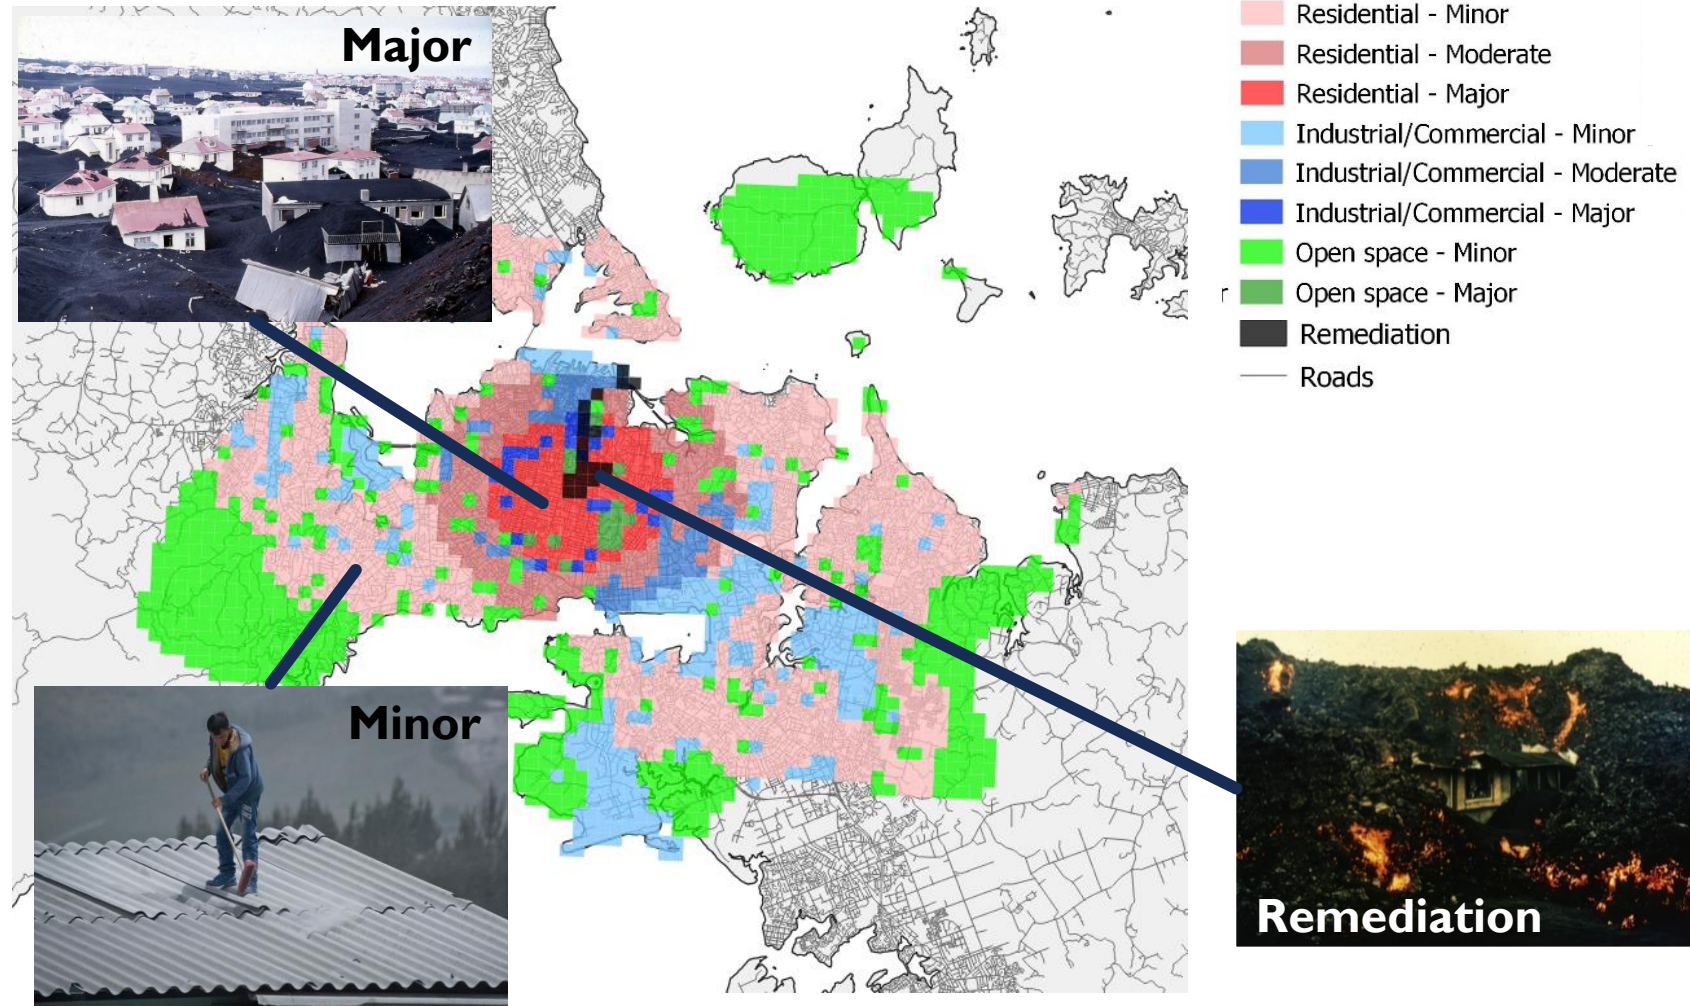 Major
Residential - Minor
Residential - Moderate
Residential - Major
Industrial/Commercial - Minor
Industrial/Commercial - Moderate
Industrial/Commercial - Major
Open space - Minor
Open space - Major
Remediation
Roads
Minor
Remediation